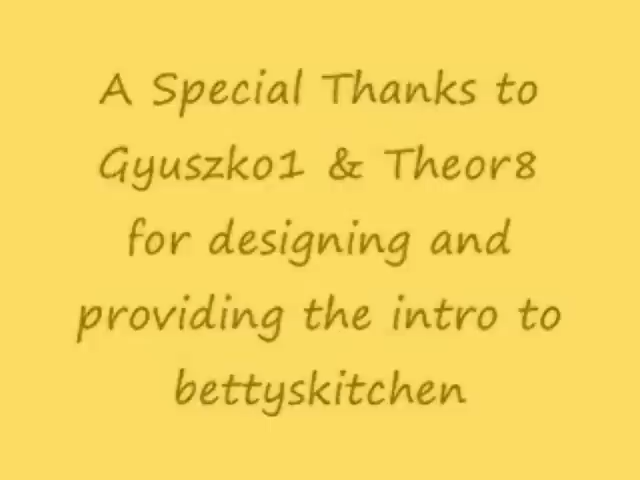 A Special Thanks to
Gyuszko1 & Theor8
for designing and
providing the intro to
bettyskitchen